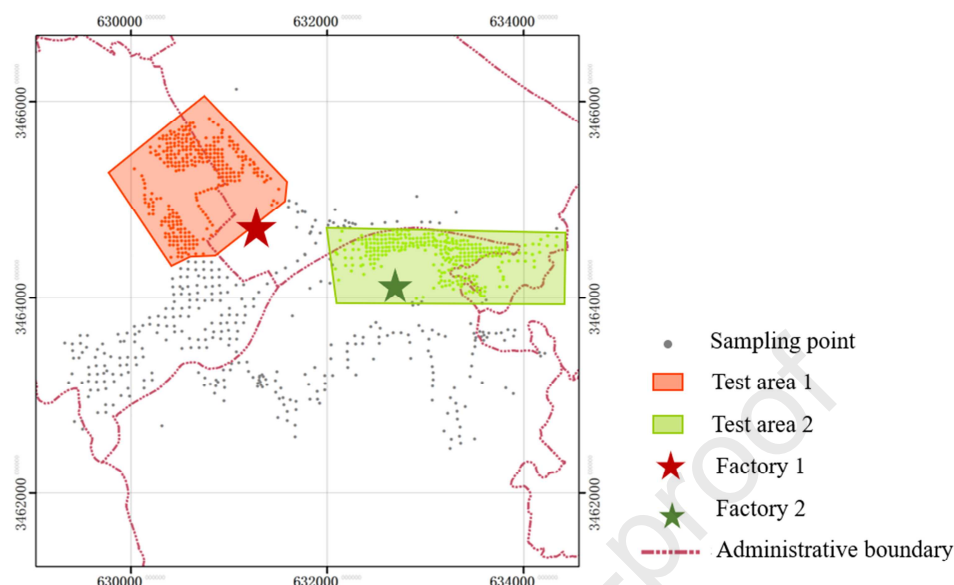 630000
632000
634000
3466000
3466000
3464000
3464000
3462000
3462000
630000
632000
634000
Sampling point
Test area 1
Test area 2
Factory 1
Factory 2
Administrative boundary
sproof